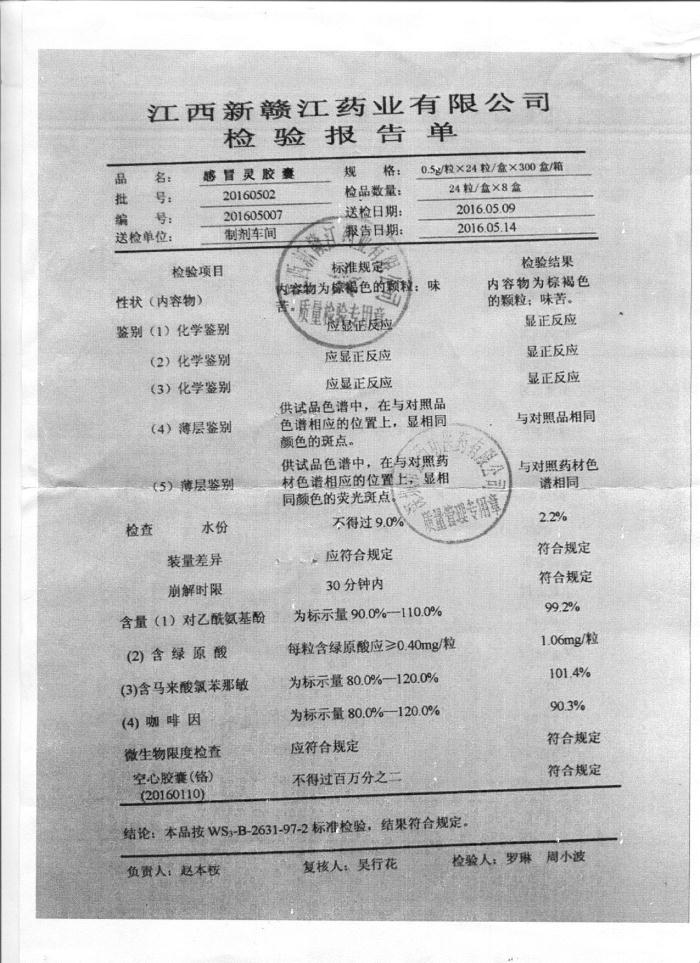 江西新赣江药业有限公司
检验报告单
品 名： 感冒灵胶囊 规 格： 0.5g/粒×24粒/盒×300盒/箱
批 号： 20160502 检品数量： 24粒/盒×8盒
编 号： 201605007 送检日期： 2016.05.09
送检单位： 制剂车间 报告日期： 2016.05.14
检验项目 标准规定 检验结果
性状（内容物） 内容物为棕褐色的颗粒；味 内容物为棕褐色
苦。 的颗粒；味苦。
质量检验专用章
鉴别（1）化学鉴别 应显正反应 显正反应
（2）化学鉴别 应显正反应 显正反应
（3）化学鉴别 应显正反应 显正反应
供试品色谱中，在与对照品
（4）薄层鉴别 色谱相应的位置上，显相同 与对照品相同
颜色的斑点。
供试品色谱中，在与对照药 与对照药材色
（5）薄层鉴别 材色谱相应的位置上，显相 谱相同
同颜色的荧光斑点
质量管理专用章
检查 水份 不得过9.0% 2.2%
装量差异 应符合规定 符合规定
崩解时限 30分钟内 符合规定
含量（1）对乙酰氨基酚 为标示量90.0%—110.0% 99.2%
(2) 含 绿 原 酸 每粒含绿原酸应≥0.40mg/粒 1.06mg/粒
(3)含马来酸氯苯那敏 为标示量80.0%—120.0% 101.4%
(4) 咖 啡 因 为标示量80.0%—120.0% 90.3%
微生物限度检查 应符合规定 符合规定
空心胶囊(铬) 不得过百万分之二 符合规定
(20160110)
结论：本品按WS₃-B-2631-97-2标准检验，结果符合规定。
负责人：赵本桉 复核人：吴行花 检验人：罗琳 周小波